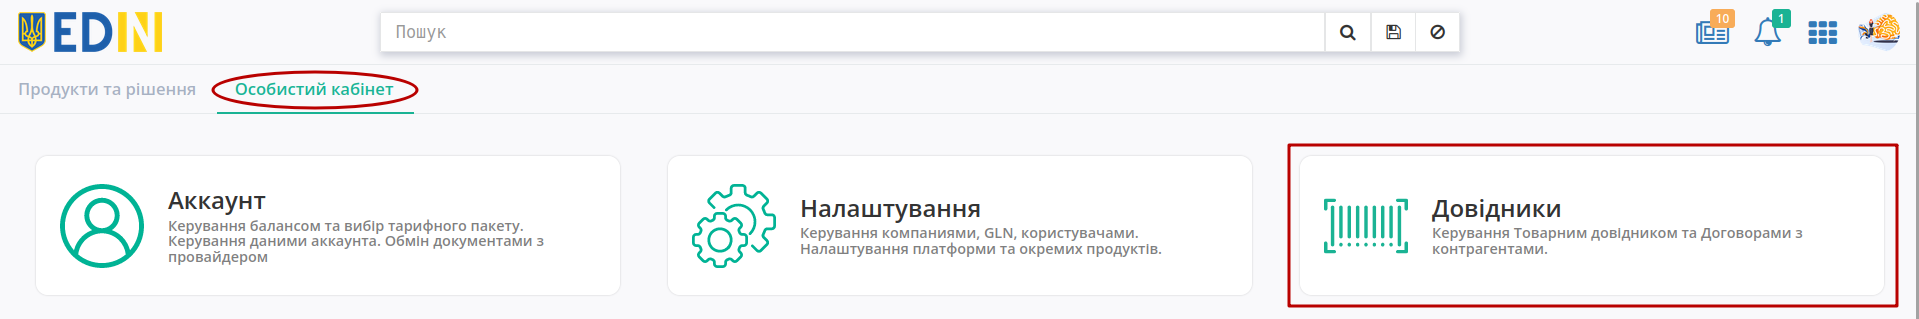 EDIN
Пошук
10
1
Продукти та рішення
Особистий кабінет
Аккаунт
Керування балансом та вибір тарифного пакету.
Керування даними аккаунта. Обмін документами з
провайдером
Налаштування
Керування компаніями, GLN, користувачами.
Налаштування платформи та окремих продуктів.
Довідники
Керування Товарним довідником та Договорами з
контрагентами.